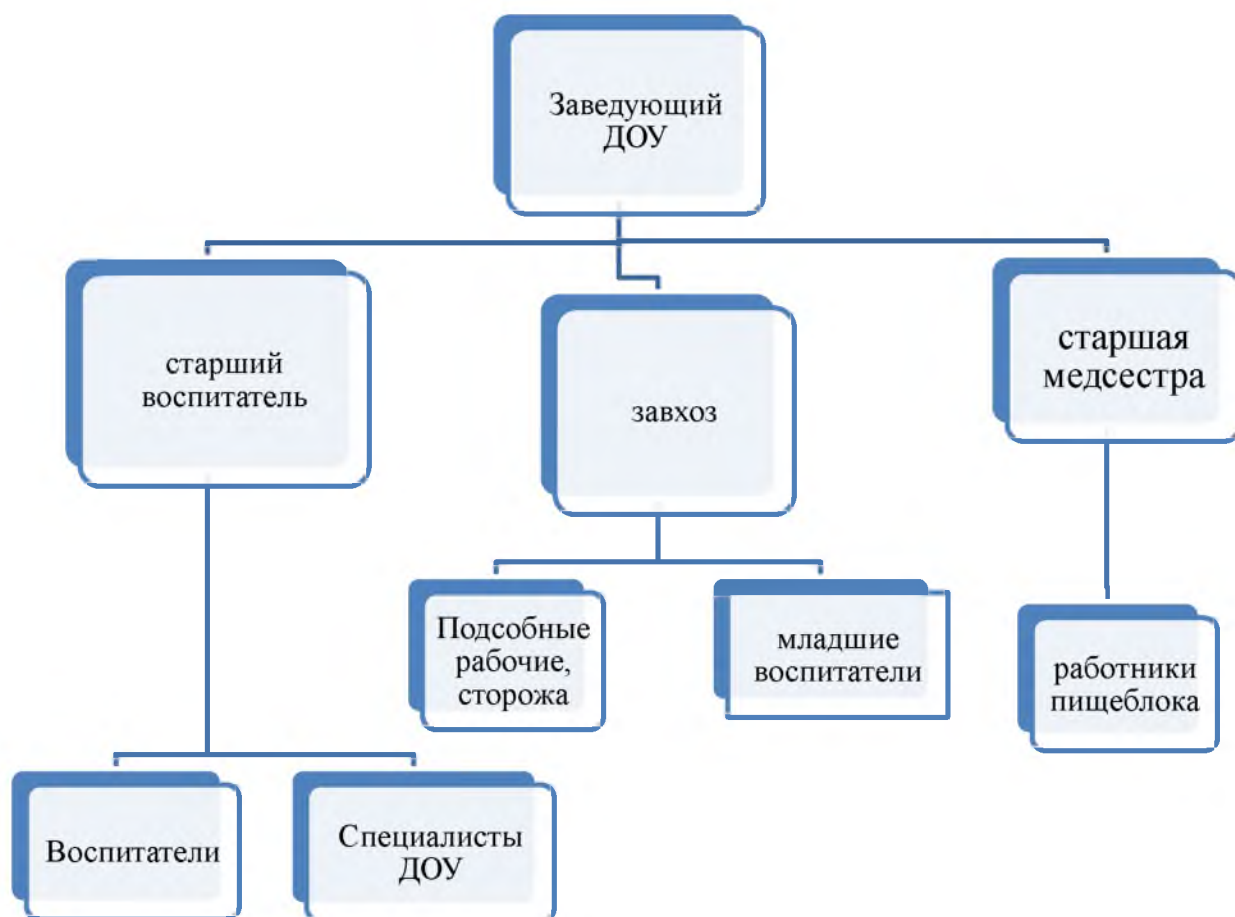 Заведующий
ДОУ
старший
воспитатель
завхоз
старшая
медсестра
Подсобные
рабочие,
сторожа
младшие
воспитатели
работники
пищеблока
Воспитатели
Специалисты
ДОУ